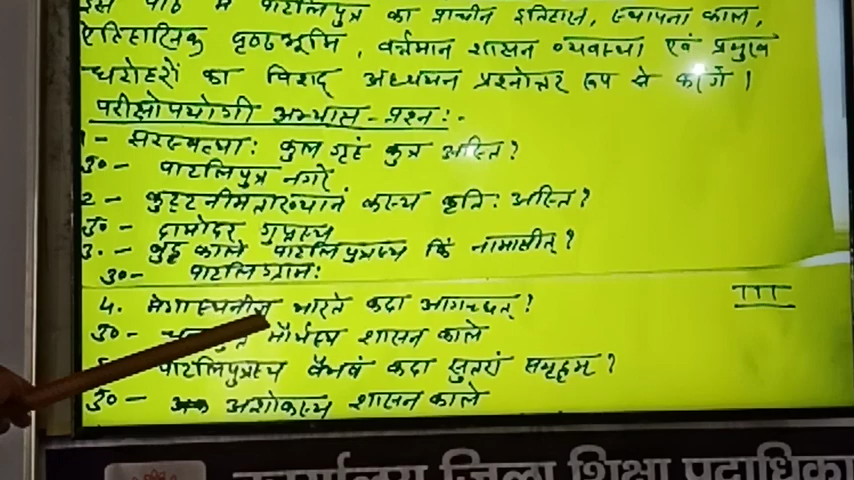 इस पाठ में पाटलिपुत्र का प्राचीन इतिहास, स्थापना काल,
ऐतिहासिक पृष्ठभूमि, वर्तमान शासन व्यवस्था एवं प्रमुख
धरोहरों का विशद् अध्ययन प्रश्नोत्तर रूप से करेंगे।
परीक्षोपयोगी अभ्यास-प्रश्न:-
1- सरस्वत्या: कुल गृहं कुत्र अस्ति?
उ०- पाटलिपुत्र नगरे
2- कुट्टनीमताख्यानं कस्य कृति: अस्ति?
उ०- दामोदर गुप्तस्य
3.- बुद्ध काले पाटलिपुत्रस्य किं नामासीत्?
उ०- पाटलिग्राम:
4. मेगास्थनीज भारते कदा आगच्छत्?
उ०- मौर्यस्य शासन काले
पाटलिपुत्रस्य वैभवं कदा सुतरां समृद्धम्?
उ०- अशोकस्य शासन काले
कार्यालय जिला शिक्षा पदाधिका